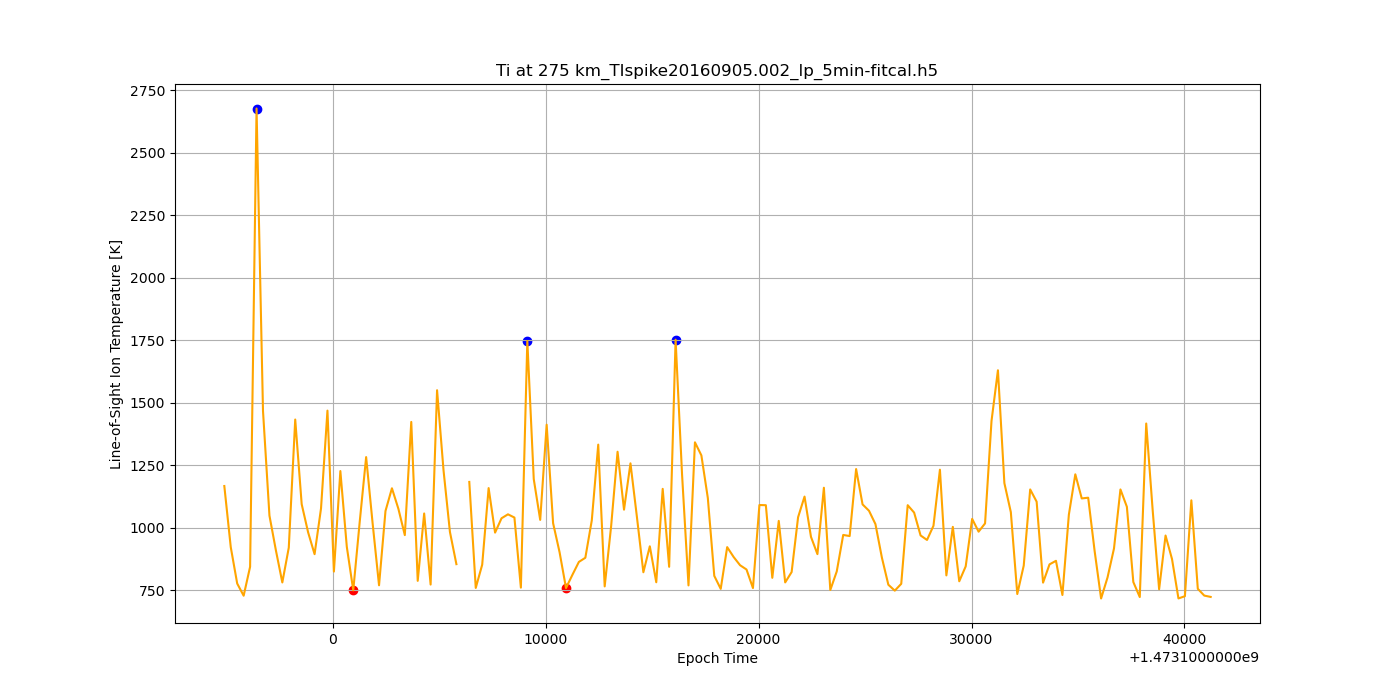 Ti at 275 km_TIspike20160905.002_lp_5min-fitcal.h5
Line-of-Sight Ion Temperature [K]
2750
2500
2250
2000
1750
1500
1250
1000
750
0 10000 20000 30000 40000
Epoch Time
+1.4731000000e9